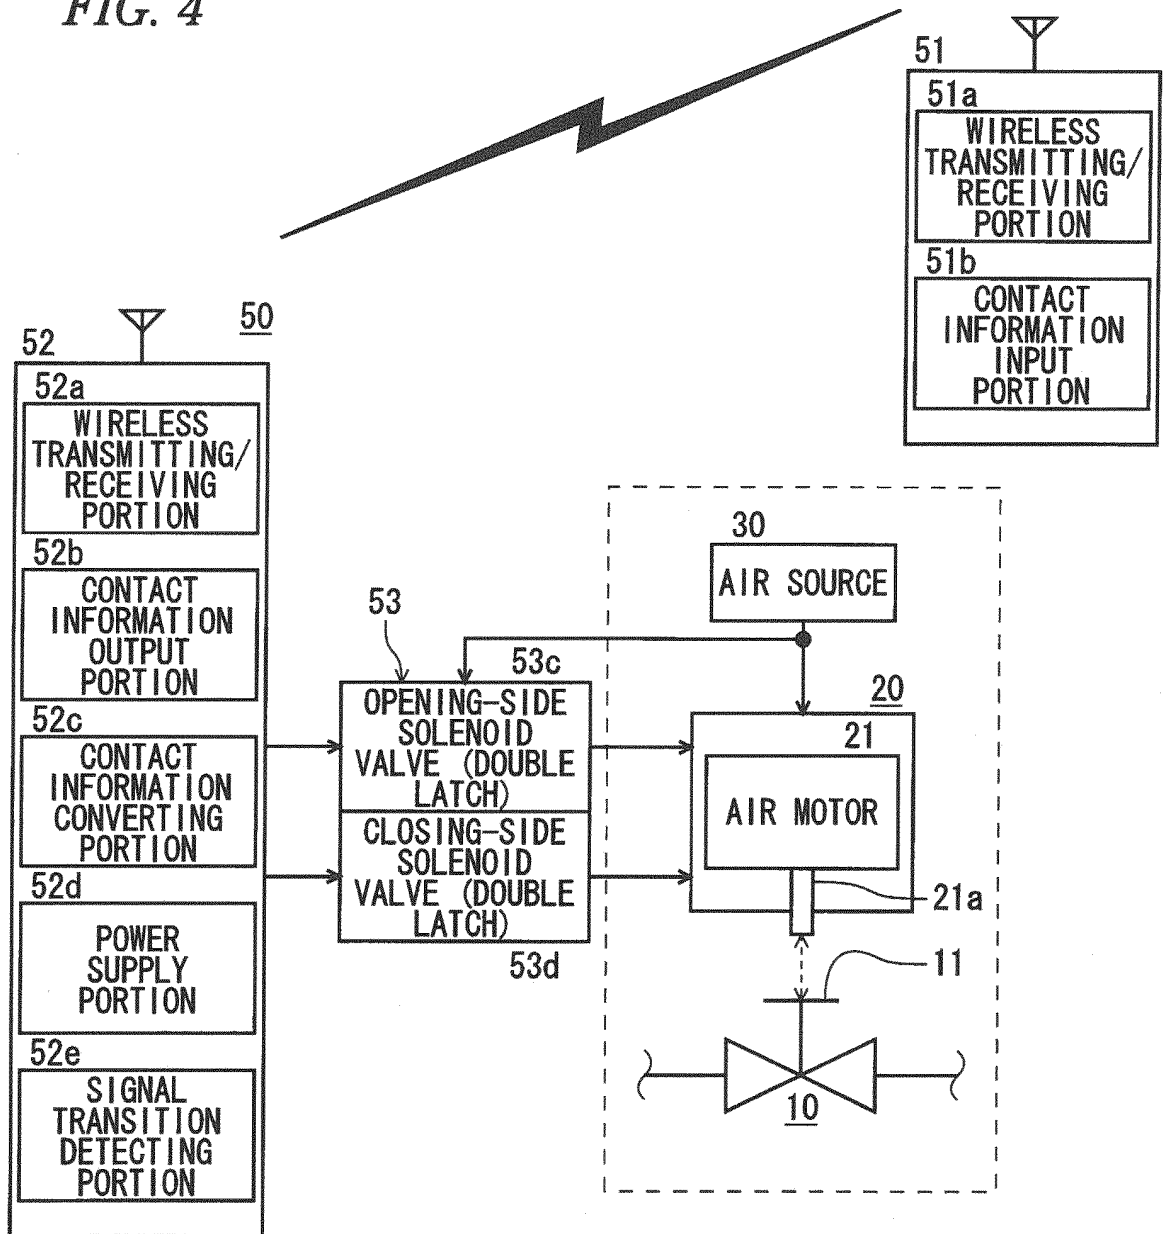 FIG. 4
51
51a
WIRELESS
TRANSMITTING/
RECEIVING
PORTION
51b
CONTACT
INFORMATION
INPUT
PORTION
50
52
52a
WIRELESS
TRANSMITTING/
RECEIVING
PORTION
52b
CONTACT
INFORMATION
OUTPUT
PORTION
52c
CONTACT
INFORMATION
CONVERTING
PORTION
52d
POWER
SUPPLY
PORTION
52e
SIGNAL
TRANSITION
DETECTING
PORTION
53
53c
OPENING-SIDE
SOLENOID
VALVE (DOUBLE
LATCH)
CLOSING-SIDE
SOLENOID
VALVE (DOUBLE
LATCH)
53d
30
AIR SOURCE
20
21
AIR MOTOR
21a
11
10